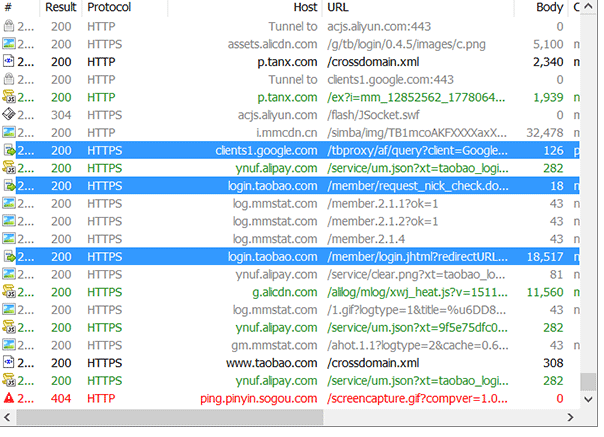 # Result Protocol Host URL Body C
2... 200 HTTP Tunnel to acjs.aliyun.com:443 0
2... 200 HTTPS assets.alicdn.com /g/tb/login/0.4.5/images/c.png 5,100 n
2... 200 HTTP p.tanx.com /crossdomain.xml 2,340 n
2... 200 HTTP Tunnel to clients1.google.com:443 0
2... 200 HTTP p.tanx.com /ex?i=mm_12852562_1778064... 1,939 n
2... 304 HTTPS acjs.aliyun.com /flash/JSocket.swf 0
2... 200 HTTP i.mmcdn.cn /simba/img/TB1mcoAKFXXXXaxX... 32,478 n
2... 200 HTTPS clients1.google.com /tbproxy/af/query?client=Google... 126 p
2... 200 HTTPS ynuf.alipay.com /service/um.json?xt=taobao_logi... 282
2... 200 HTTPS login.taobao.com /member/request_nick_check.do... 18 n
2... 200 HTTPS log.mmstat.com /member.2.1.1?ok=1 43 n
2... 200 HTTPS log.mmstat.com /member.2.1.2?ok=1 43 n
2... 200 HTTPS log.mmstat.com /member.2.1.4 43 n
2... 200 HTTPS login.taobao.com /member/login.jhtml?redirectURL... 18,517 n
2... 200 HTTPS ynuf.alipay.com /service/clear.png?xt=taobao_lo... 81 n
2... 200 HTTPS g.alicdn.com /alilog/mlog/xwj_heat.js?v=1511... 11,560 n
2... 200 HTTPS log.mmstat.com /1.gif?logtype=1&title=%u6DD8... 43 n
2... 200 HTTPS ynuf.alipay.com /service/um.json?xt=9f5e75dfc0... 282
2... 200 HTTPS gm.mmstat.com /ahot.1.1?logtype=2&cache=0.6... 43 n
2... 200 HTTPS www.taobao.com /crossdomain.xml 308
2... 200 HTTPS ynuf.alipay.com /service/um.json?xt=taobao_logi... 282
2... 404 HTTP ping.pinyin.sogou.com /screencapture.gif?compver=1.0... 0